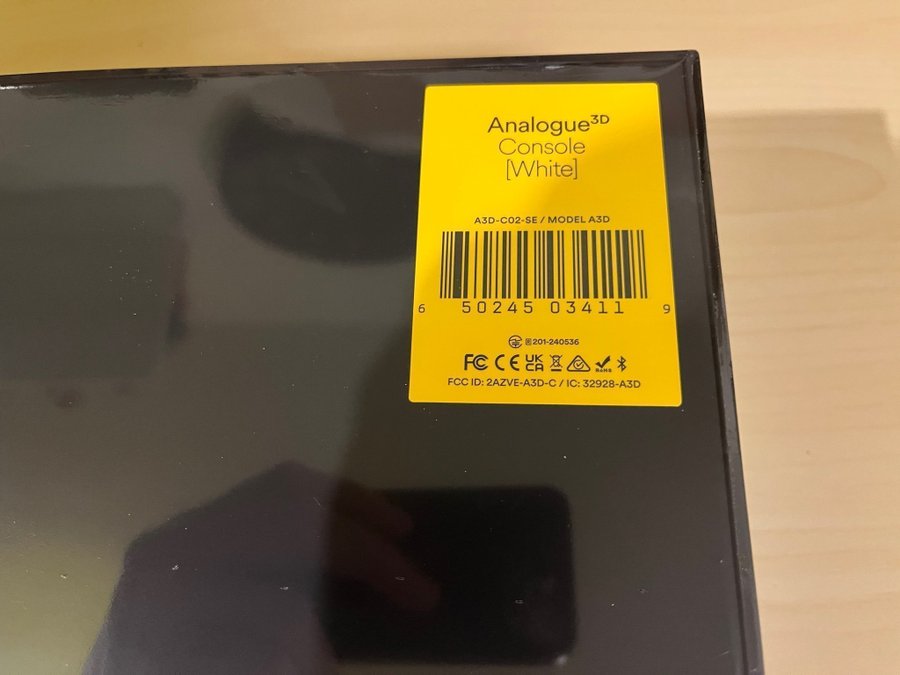 Analogue3D
Console
[White]
A3D-C02-SE / MODEL A3D
6 50245 03411 9
201-240536
FC CE UK CA RoHS
FCC ID: 2AZVE-A3D-C / IC: 32928-A3D